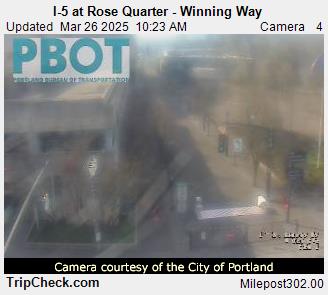 I-5 at Rose Quarter - Winning Way
Updated Mar 26 2025 10:23 AM Camera 4
PBOT
PORTLAND BUREAU OF TRANSPORTATION
Camera courtesy of the City of Portland
TripCheck.com Milepost302.00